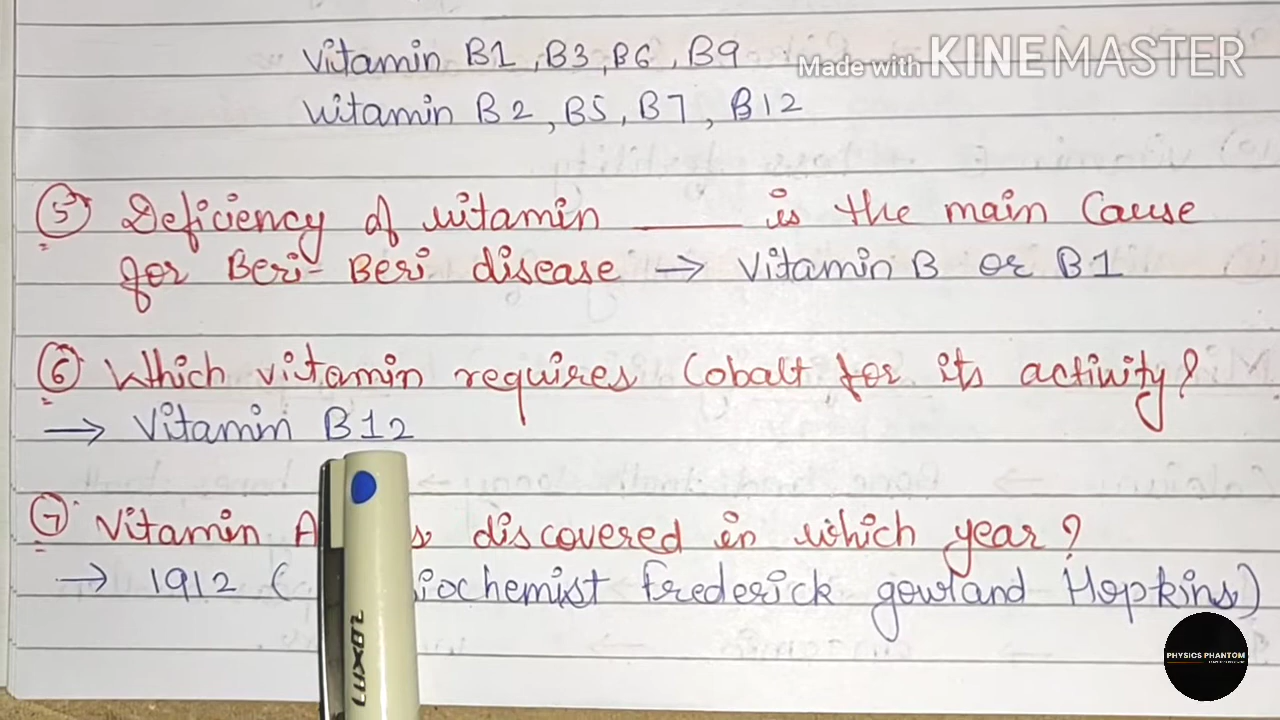 Vitamin B1, B3, B6, B9
Made with KINEMASTER
Vitamin B2, B5, B7, B12
5 Deficiency of vitamin ____ is the main Cause
for Beri-Beri disease → Vitamin B or B1
6 Which vitamin requires Cobalt for its activity?
→ Vitamin B12
7 Vitamin A discovered in which year?
→ 1912 ( iochemist Frederick gowland Hopkins)
LUXOR
PHYSICS PHANTOM